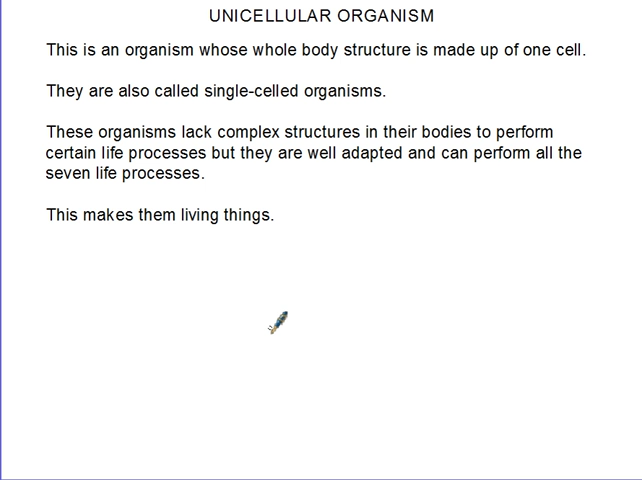 UNICELLULAR ORGANISM
This is an organism whose whole body structure is made up of one cell.
They are also called single-celled organisms.
These organisms lack complex structures in their bodies to perform
certain life processes but they are well adapted and can perform all the
seven life processes.
This makes them living things.